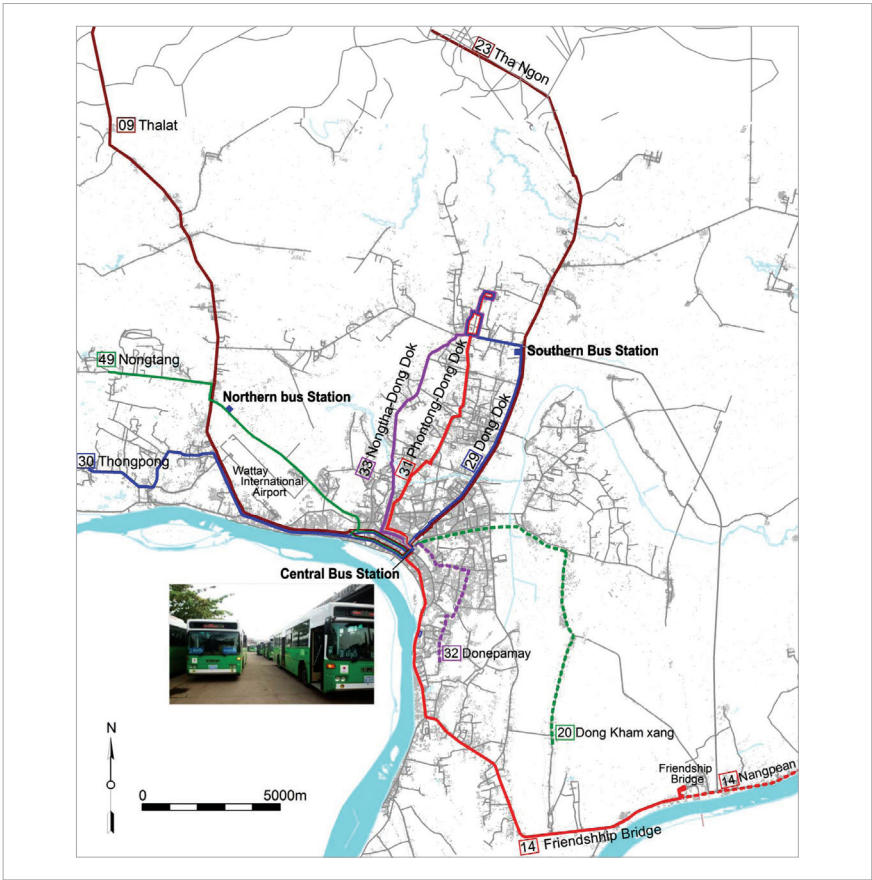 23 Tha Ngon
09 Thalat
49 Nongtang
Northern bus Station
Southern Bus Station
33 Nongtha-Dong Dok
31 Phontong-Dong Dok
29 Dong Dok
30 Thongpong
Wattay
International
Airport
Central Bus Station
32 Donepamay
20 Dong Kham xang
N
0
5000m
Friendship
Bridge
14 Nangpean
14 Friendshhip Bridge